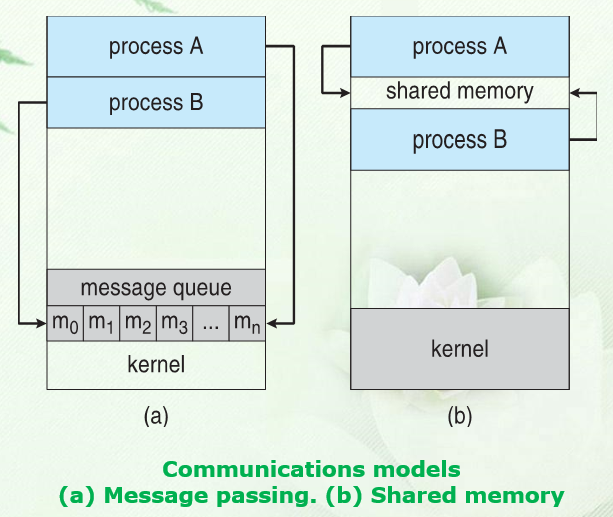 process A
process B
message queue
m0 m1 m2 m3 ... mn
kernel
(a)
process A
shared memory
process B
kernel
(b)
Communications models
(a) Message passing. (b) Shared memory